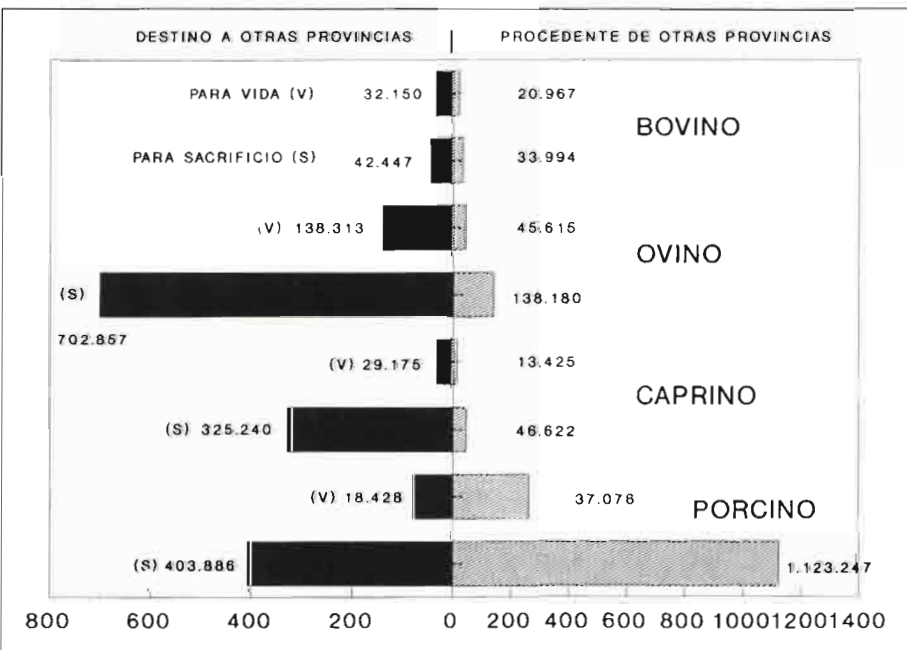 DESTINO A OTRAS PROVINCIAS | PROCEDENTE DE OTRAS PROVINCIAS
PARA VIDA (V) 32.150 20.967
BOVINO
PARA SACRIFICIO (S) 42.447 33.994
(V) 138.313 45.615
OVINO
(S) 138.180
702.857
(V) 29.175 13.425
CAPRINO
(S) 325.240 46.622
(V) 18.428 37.076
PORCINO
(S) 403.886 1.123.247
800 600 400 200 0 200 400 600 800 1000 1200 1400